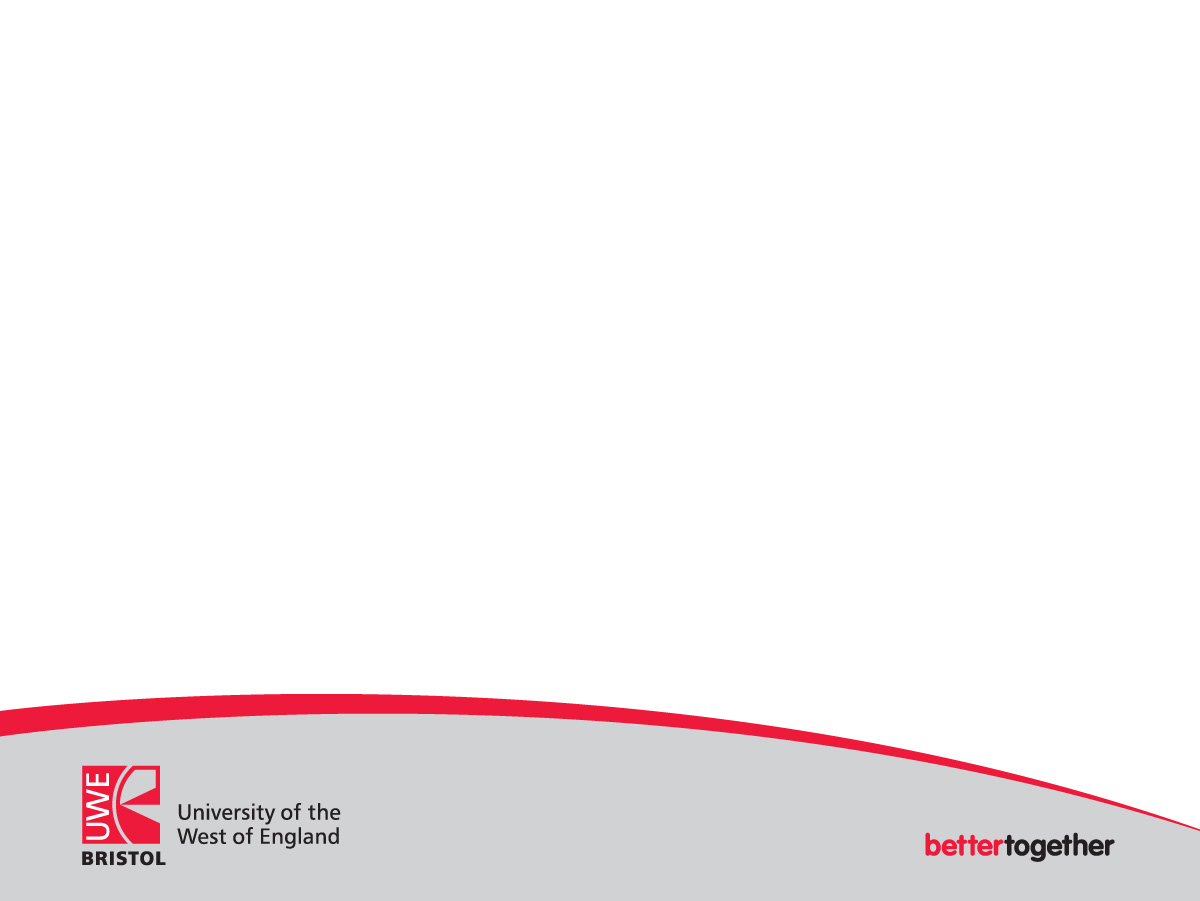 UWE
BRISTOL
University of the
West of England
bettertogether